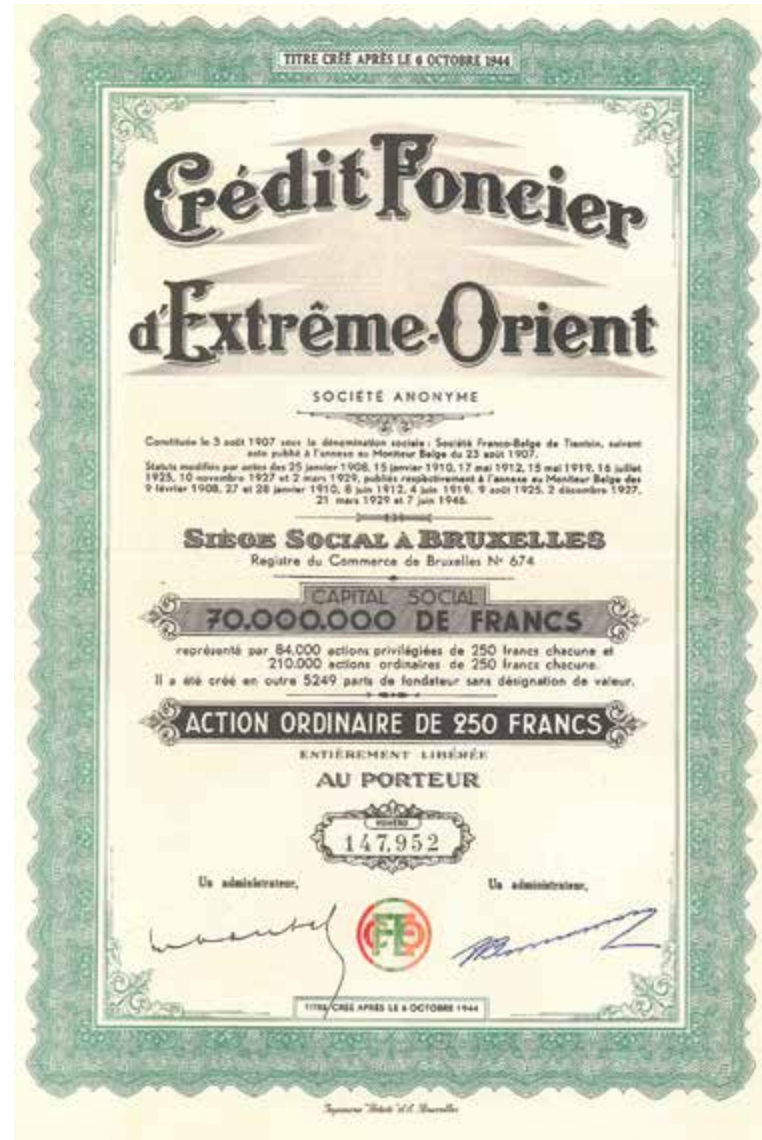 TITRE CRÉÉ APRÈS LE 6 OCTOBRE 1944
Crédit Foncier
d'Extrême-Orient
SOCIÉTÉ ANONYME
Constituée le 3 août 1907 sous la dénomination sociale : Société Franco-Belge de Tientsin, suivant
acte publié à l'annexe au Moniteur Belge du 23 août 1907.
Statuts modifiés par actes des 25 janvier 1908, 15 janvier 1910, 17 mai 1912, 15 mai 1919, 16 juillet
1925, 10 novembre 1927 et 2 mars 1929, publiés respectivement à l'annexe au Moniteur Belge des
9 février 1908, 27 et 28 janvier 1910, 8 juin 1912, 4 juin 1919, 9 août 1925, 2 décembre 1927,
21 mars 1929 et 7 juin 1946.
SIÈGE SOCIAL À BRUXELLES
Registre du Commerce de Bruxelles No 674
CAPITAL SOCIAL
70.000.000 DE FRANCS
représenté par 84.000 actions privilégiées de 250 francs chacune et
210.000 actions ordinaires de 250 francs chacune.
Il a été créé en outre 5249 parts de fondateur sans désignation de valeur.
ACTION ORDINAIRE DE 250 FRANCS
ENTIÈREMENT LIBÉRÉE
AU PORTEUR
NUMÉRO
147,952
Un administrateur, Un administrateur,
TITRE CRÉÉ APRÈS LE 6 OCTOBRE 1944